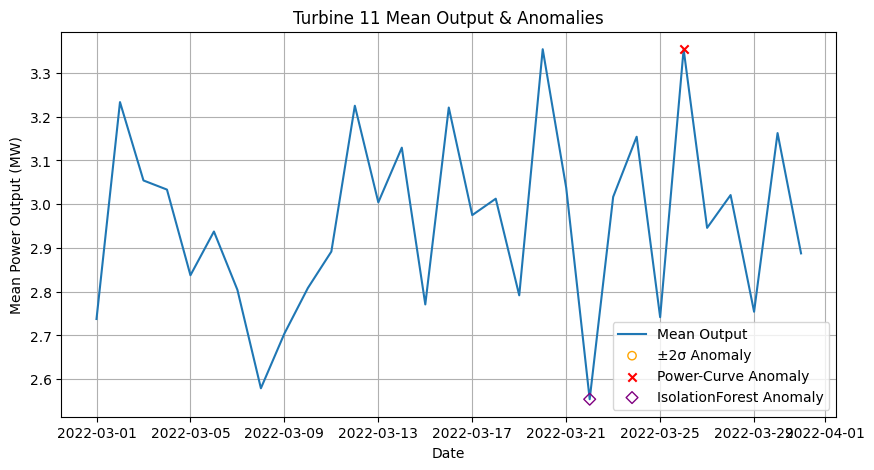 Turbine 11 Mean Output & Anomalies
Mean Power Output (MW)
3.3
3.2
3.1
3.0
2.9
2.8
2.7
2.6
Mean Output
±2σ Anomaly
Power-Curve Anomaly
IsolationForest Anomaly
2022-03-01 2022-03-05 2022-03-09 2022-03-13 2022-03-17 2022-03-21 2022-03-25 2022-03-29 2022-04-01
Date